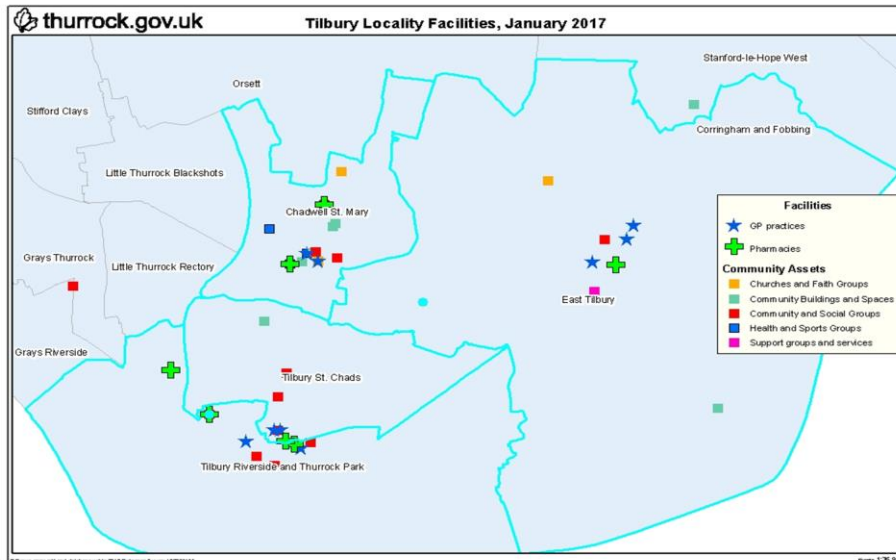 thurrock.gov.uk
Tilbury Locality Facilities, January 2017
Stanford-le-Hope West
Orsett
Stifford Clays
Corringham and Fobbing
Little Thurrock Blackshots
Chadwell St. Mary
Grays Thurrock
Little Thurrock Rectory
East Tilbury
Grays Riverside
Tilbury St. Chads
Tilbury Riverside and Thurrock Park
Facilities
GP practices
Pharmacies
Community Assets
Churches and Faith Groups
Community Buildings and Spaces
Community and Social Groups
Health and Sports Groups
Support groups and services